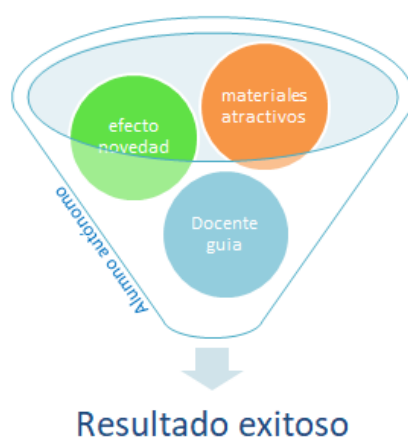 materiales
atractivos
efecto
novedad
Docente
guia
Alumno autónomo
Resultado exitoso